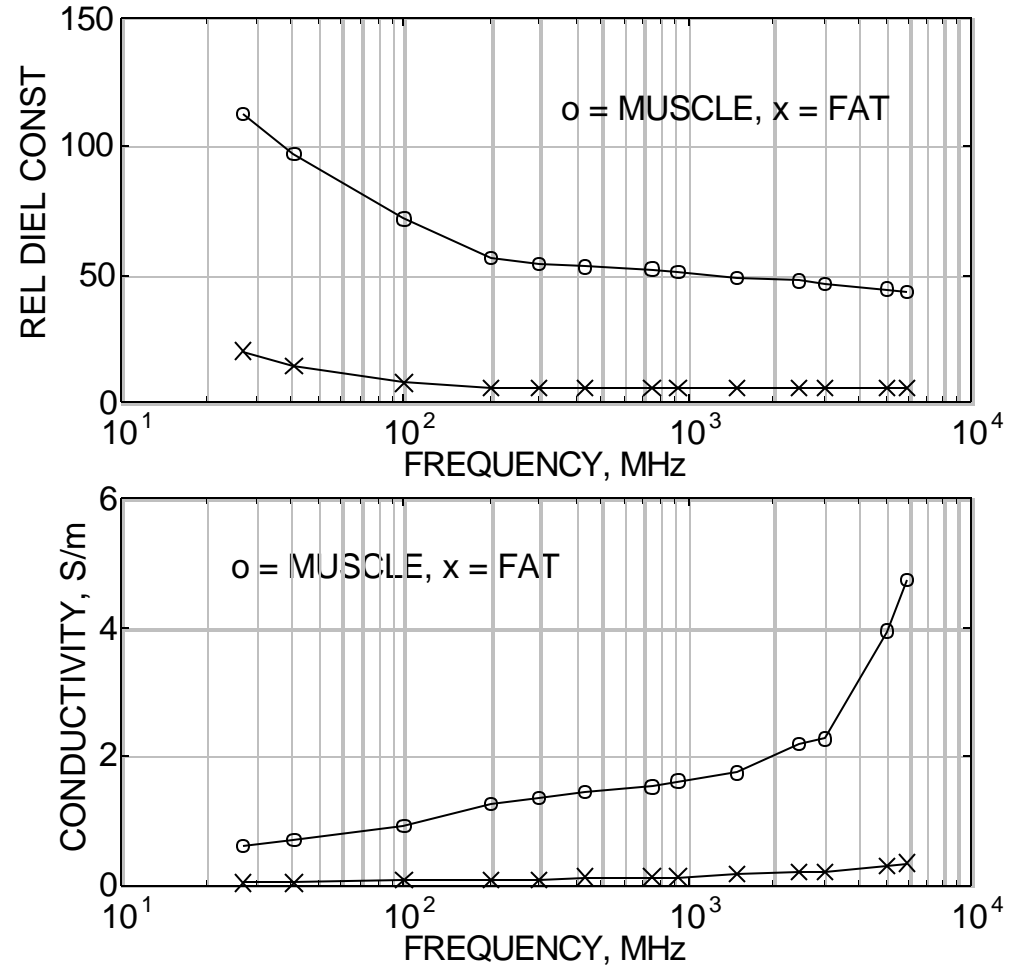 150
100
50
0
REL DIEL CONST
o = MUSCLE, x = FAT
10^1 10^2 10^3 10^4
FREQUENCY, MHz
6
4
2
0
CONDUCTIVITY, S/m
o = MUSCLE, x = FAT
10^1 10^2 10^3 10^4
FREQUENCY, MHz